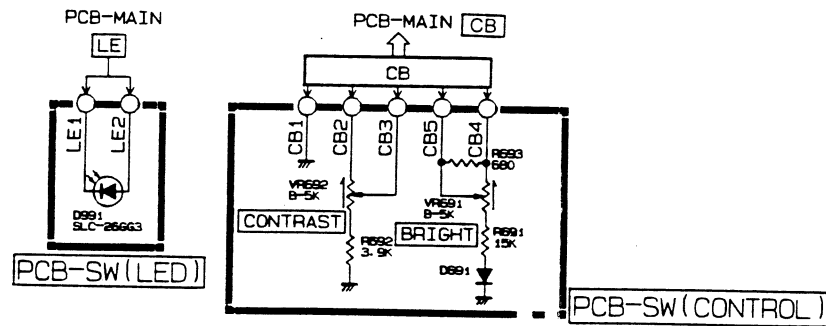 PCB-MAIN
LE
LE1
LE2
D991
SLC-26GG3
PCB-SW(LED)
PCB-MAIN CB
CB
CB1
CB2
CB3
CB5
CB4
R693
680
VR692
B-5K
CONTRAST
R692
3.9K
VR691
B-5K
BRIGHT
R691
15K
D691
PCB-SW(CONTROL)